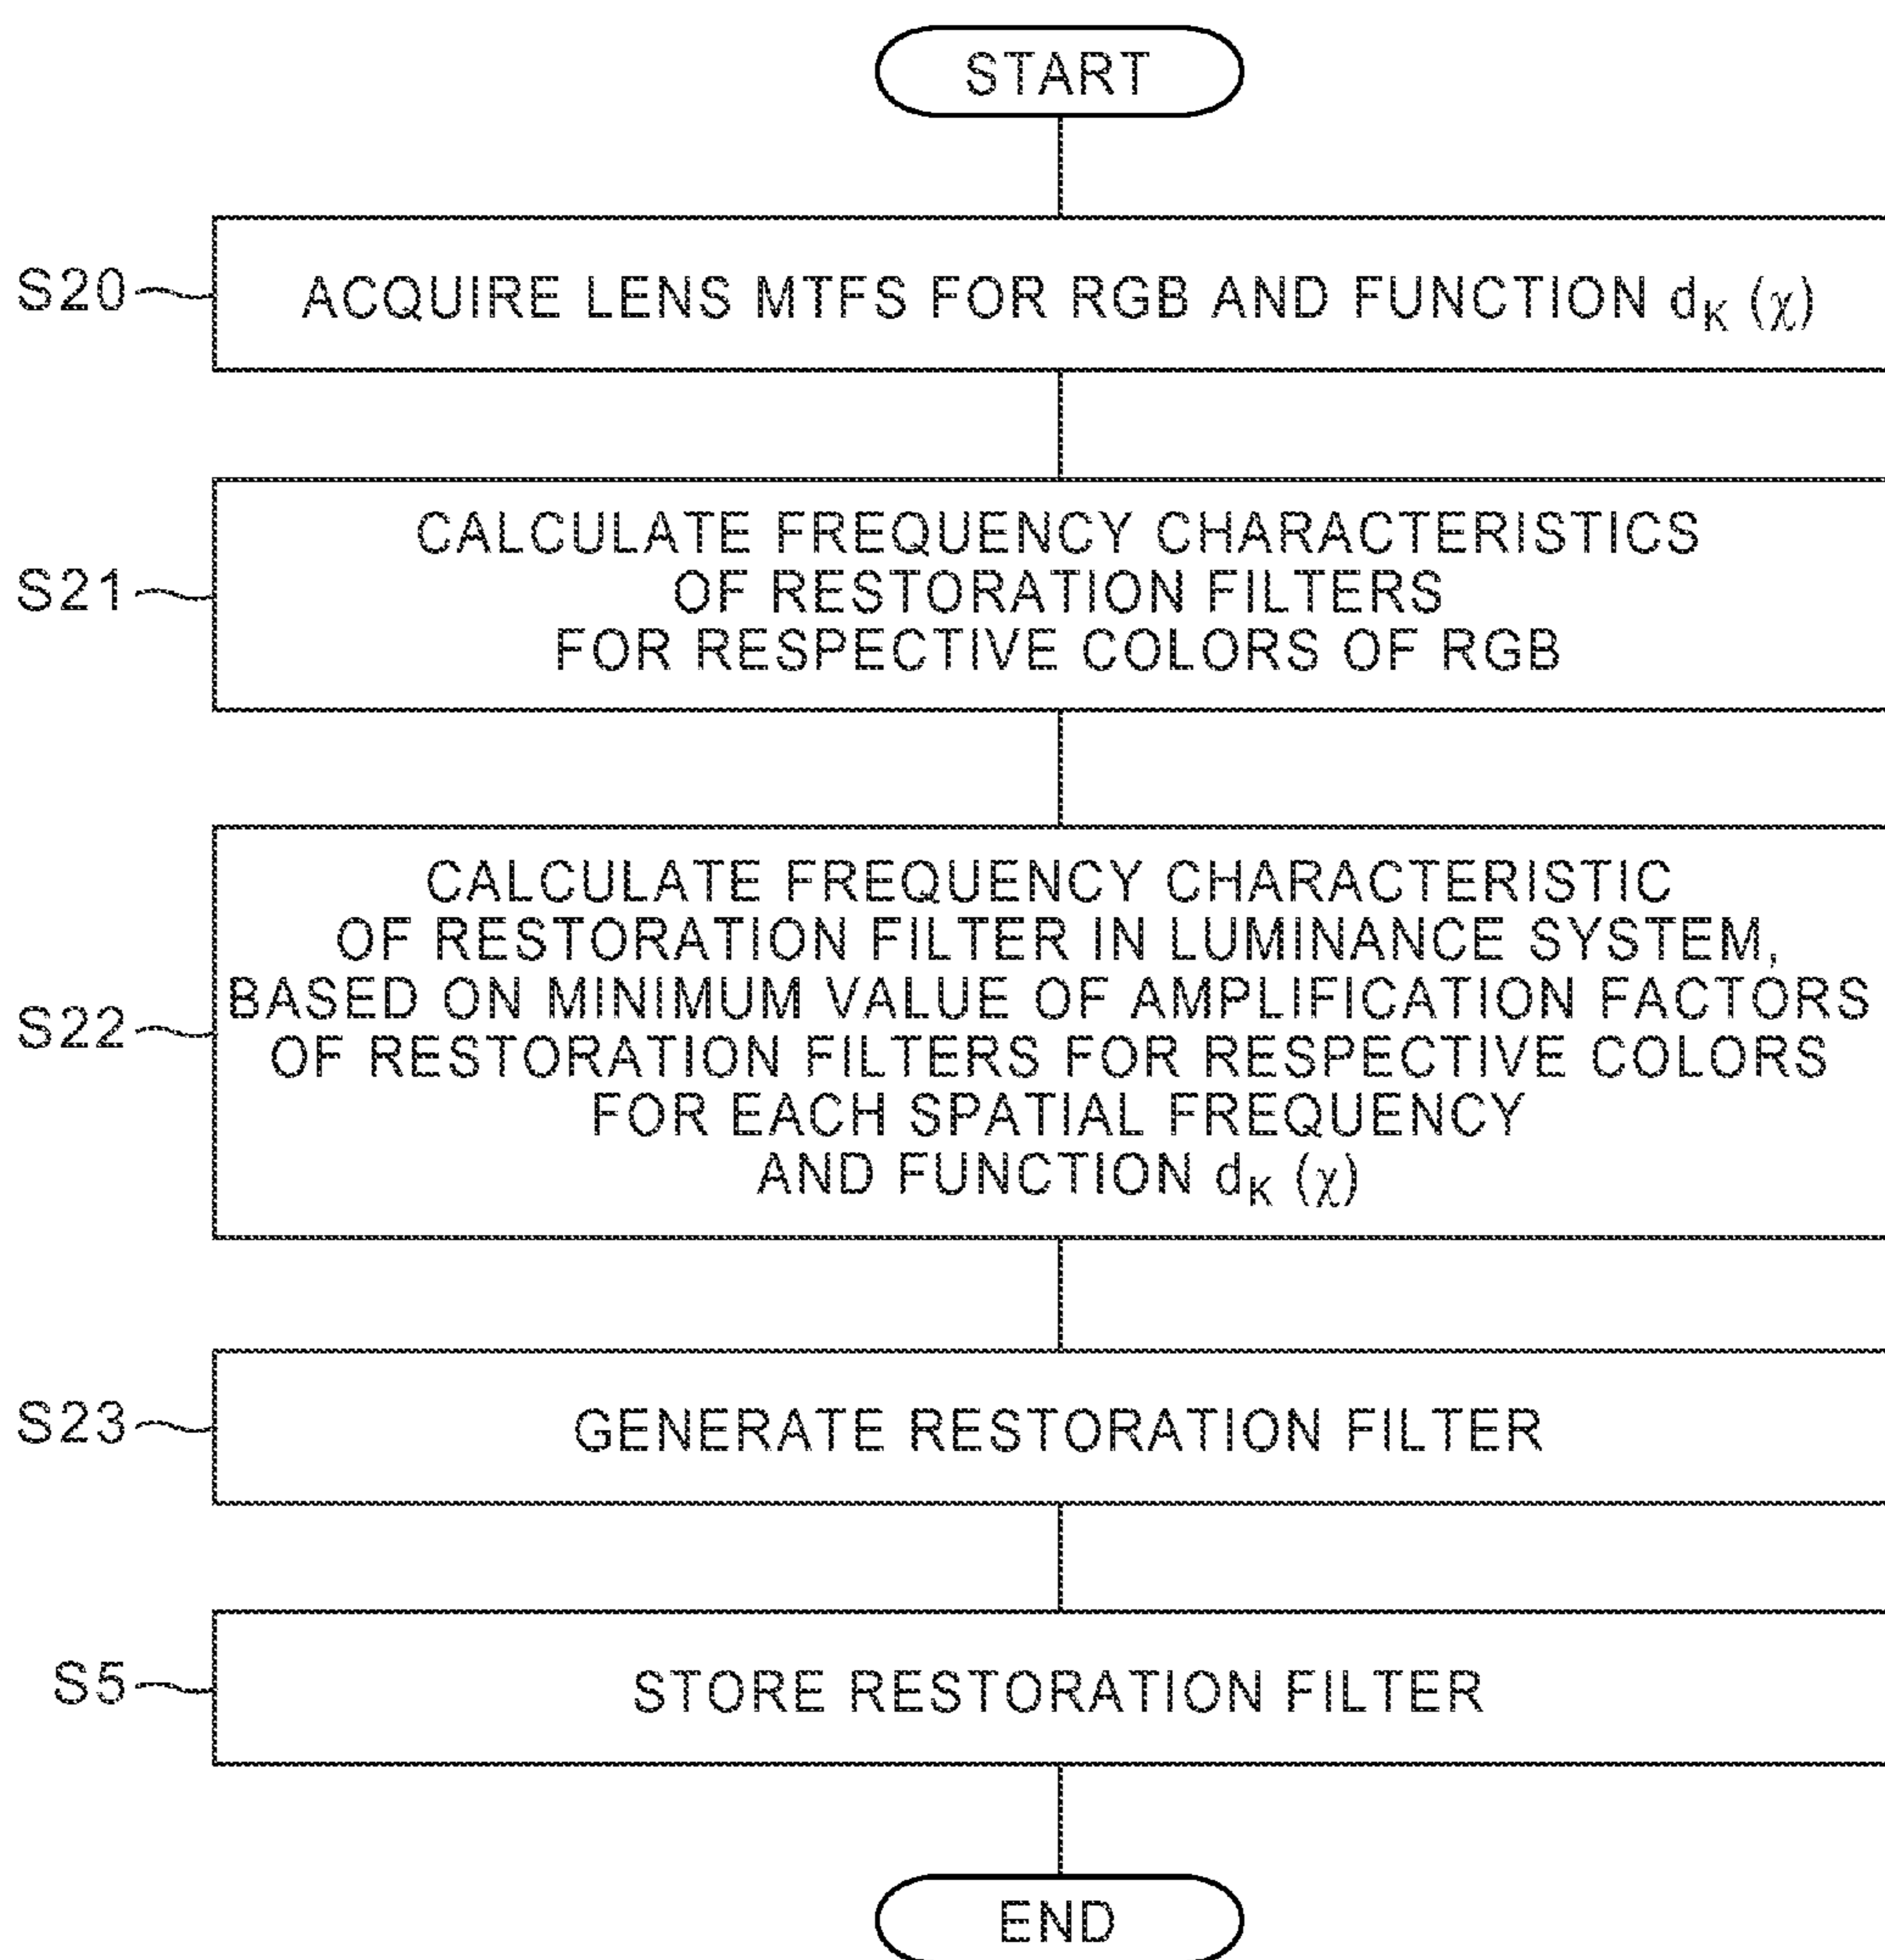 START
S20
ACQUIRE LENS MTFS FOR RGB AND FUNCTION dK (χ)
S21
CALCULATE FREQUENCY CHARACTERISTICS
OF RESTORATION FILTERS
FOR RESPECTIVE COLORS OF RGB
S22
CALCULATE FREQUENCY CHARACTERISTIC
OF RESTORATION FILTER IN LUMINANCE SYSTEM,
BASED ON MINIMUM VALUE OF AMPLIFICATION FACTORS
OF RESTORATION FILTERS FOR RESPECTIVE COLORS
FOR EACH SPATIAL FREQUENCY
AND FUNCTION dK (χ)
S23
GENERATE RESTORATION FILTER
S5
STORE RESTORATION FILTER
END